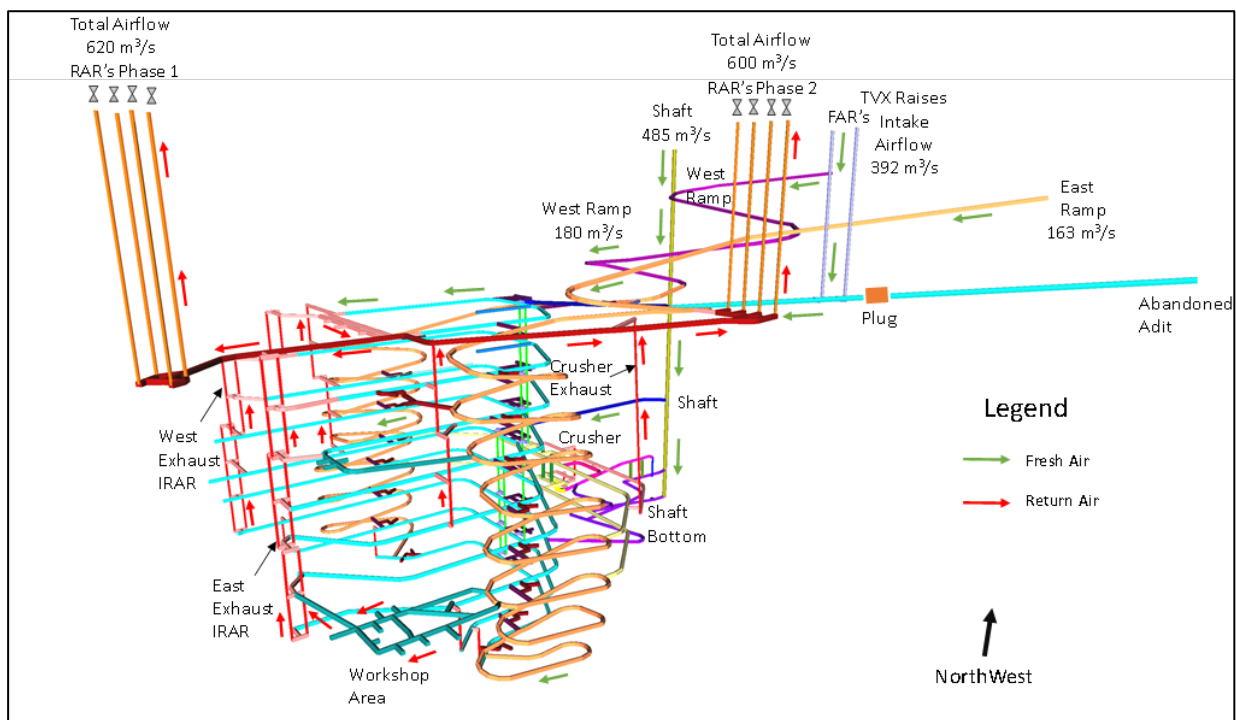 Total Airflow
620 m³/s
RAR's Phase 1
Total Airflow
600 m³/s
RAR's Phase 2
Shaft
485 m³/s
FAR's
TVX Raises
Intake
Airflow
392 m³/s
West
Ramp
West Ramp
180 m³/s
East
Ramp
163 m³/s
Plug
Abandoned
Adit
Crusher
Exhaust
Shaft
Crusher
West
Exhaust
IRAR
Shaft
Bottom
East
Exhaust
IRAR
Workshop
Area
Legend
Fresh Air
Return Air
NorthWest